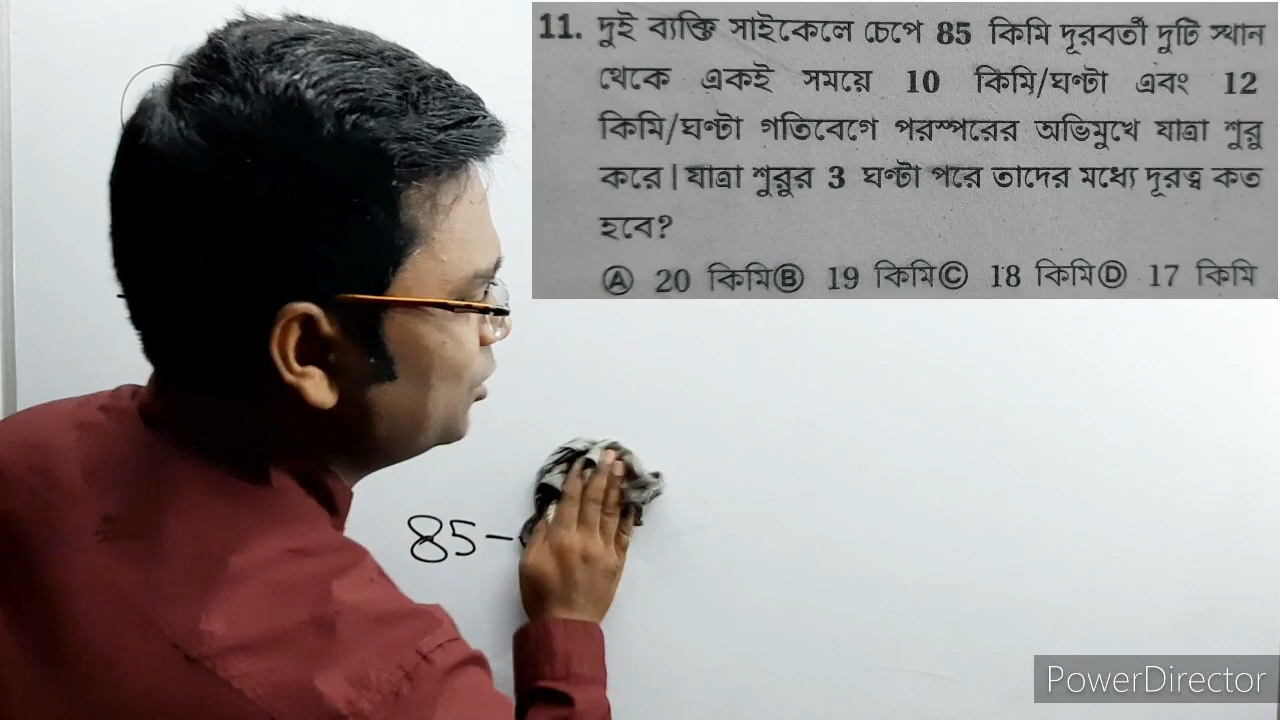 11. দুই ব্যক্তি সাইকেলে চেপে 85 কিমি দূরবর্তী দুটি স্থান
থেকে একই সময়ে 10 কিমি/ঘণ্টা এবং 12
কিমি/ঘণ্টা গতিবেগে পরস্পরের অভিমুখে যাত্রা শুরু
করে | যাত্রা শুরুর 3 ঘণ্টা পরে তাদের মধ্যে দূরত্ব কত
হবে?
Ⓐ 20 কিমি Ⓑ 19 কিমি Ⓒ 18 কিমি Ⓓ 17 কিমি
85-
PowerDirector